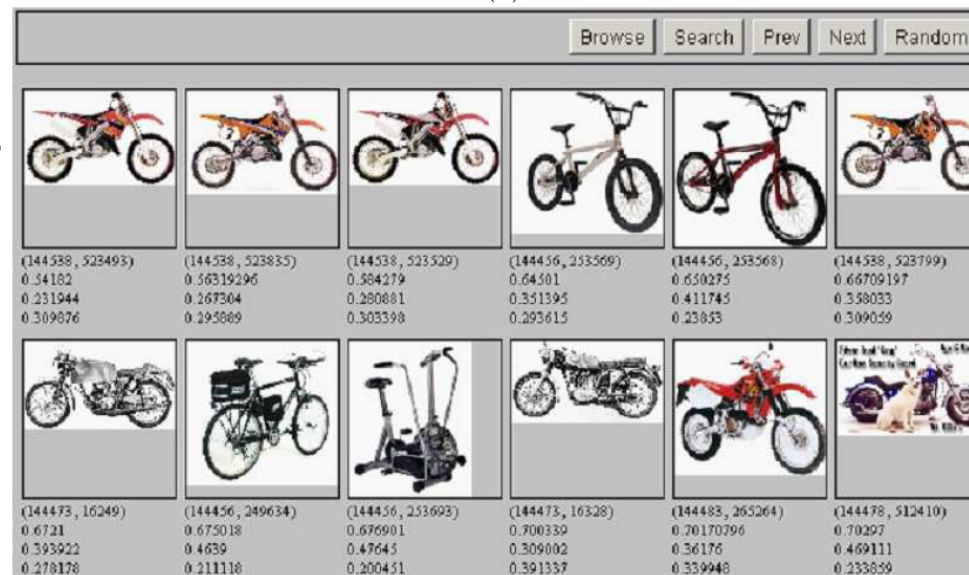 Browse Search Prev Next Random
(144538, 523493) (144538, 523835) (144538, 523529) (144456, 253569) (144456, 253568) (144538, 523799)
0.54182 0.56319296 0.584279 0.64501 0.650275 0.66709197
0.231944 0.267304 0.280881 0.351395 0.411745 0.358033
0.309876 0.295889 0.303398 0.293615 0.23853 0.309059
(144473, 16249) (144456, 249634) (144456, 253693) (144473, 16328) (144483, 265264) (144478, 512410)
0.6721 0.675018 0.676901 0.700339 0.70170796 0.70297
0.393922 0.4639 0.47645 0.309002 0.36176 0.469111
0.278178 0.211118 0.200451 0.391337 0.339948 0.233859